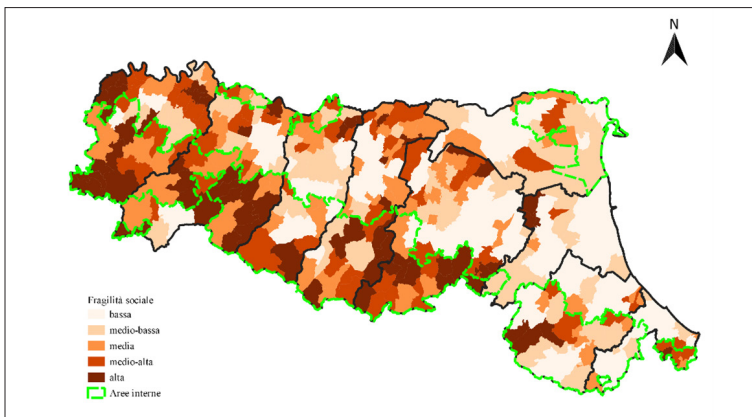 N
Fragilità sociale
bassa
medio-bassa
media
medio-alta
alta
Aree interne